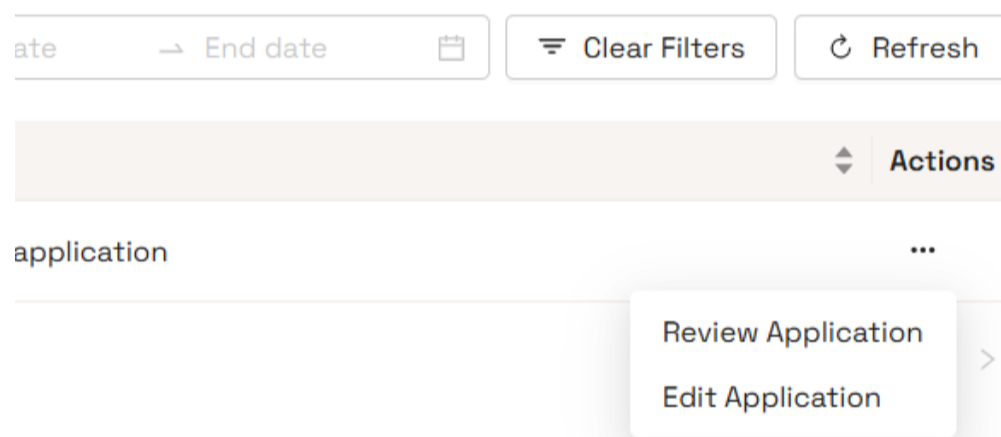 ate End date Clear Filters Refresh
Actions
application
Review Application
Edit Application